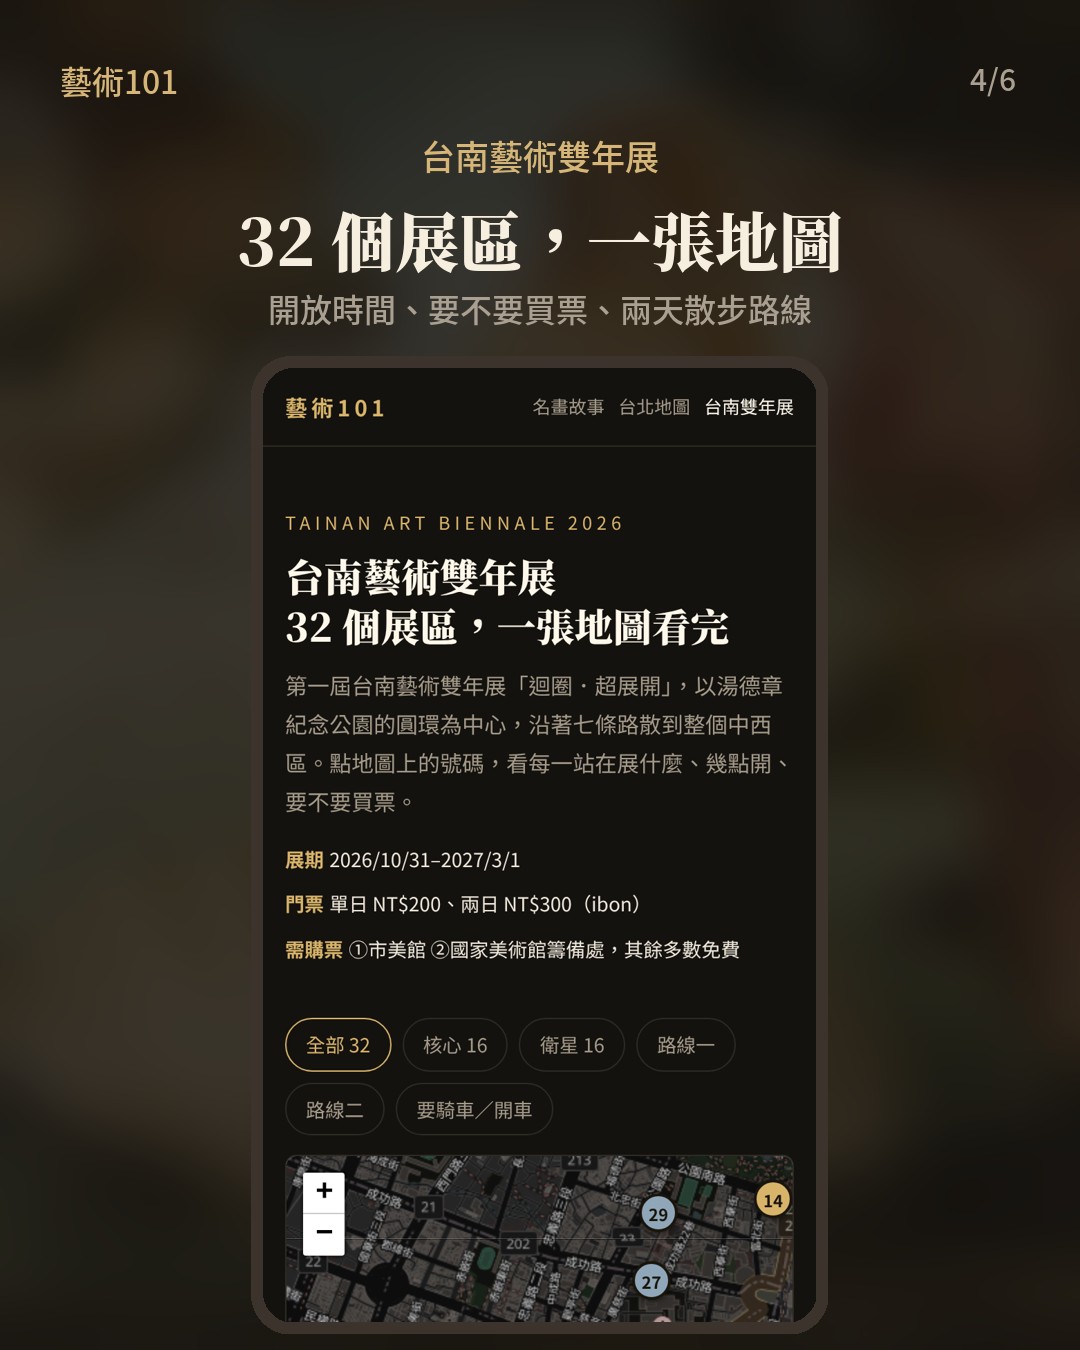 藝術101
4/6
台南藝術雙年展
32 個展區，一張地圖
開放時間、要不要買票、兩天散步路線
藝術101
名畫故事 台北地圖 台南雙年展
TAINAN ART BIENNALE 2026
台南藝術雙年展
32 個展區，一張地圖看完
第一屆台南藝術雙年展「迴圈．超展開」，以湯德章
紀念公園的圓環為中心，沿著七條路散到整個中西
區。點地圖上的號碼，看每一站在展什麼、幾點開、
要不要買票。
展期 2026/10/31–2027/3/1
門票 單日 NT$200、兩日 NT$300（ibon）
需購票 ①市美館 ②國家美術館籌備處，其餘多數免費
全部 32
核心 16
衛星 16
路線一
路線二
要騎車／開車
+
−
213
公園南路
成功路
21
29
14
202
22
成功路
27
成功路